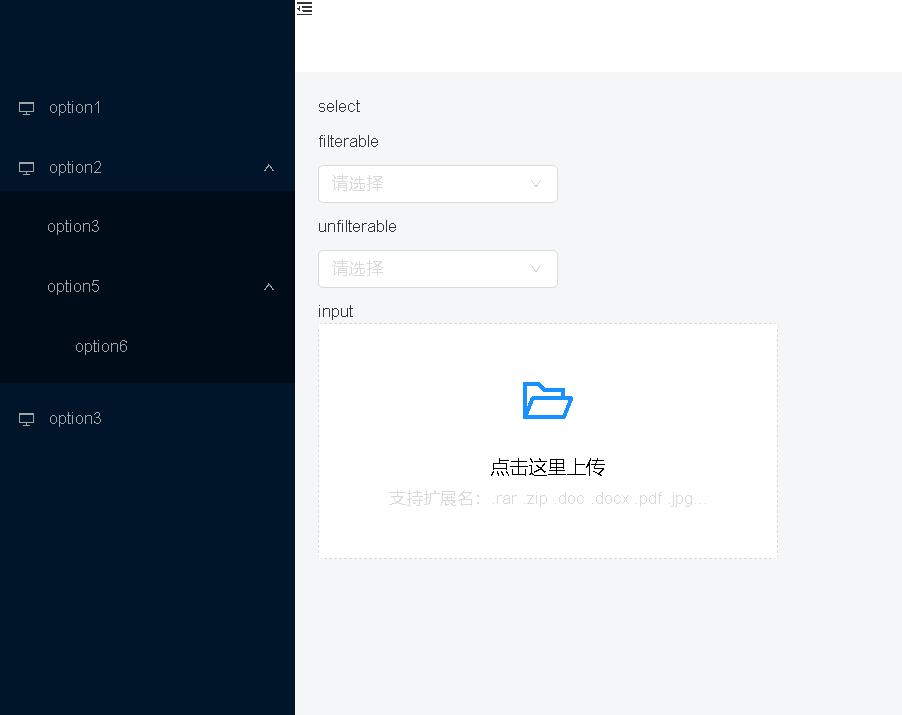 option1
option2
option3
option5
option6
option3
select
filterable
请选择
unfilterable
请选择
input
点击这里上传
支持扩展名：.rar .zip .doc .docx .pdf .jpg...